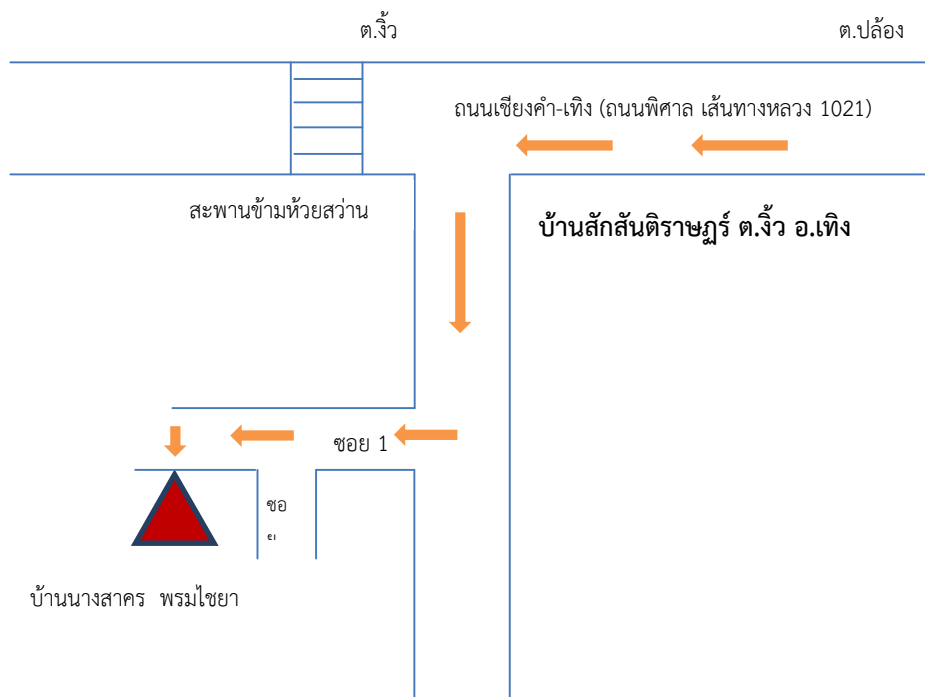 ต.งิ้ว
ต.ปล้อง
ถนนเชียงคำ-เทิง (ถนนพิศาล เส้นทางหลวง 1021)
สะพานข้ามห้วยสว่าน
บ้านสักสันติราษฏร์ ต.งิ้ว อ.เทิง
ซอย 1
ซอ
ย
บ้านนางสาคร พรมไชยา